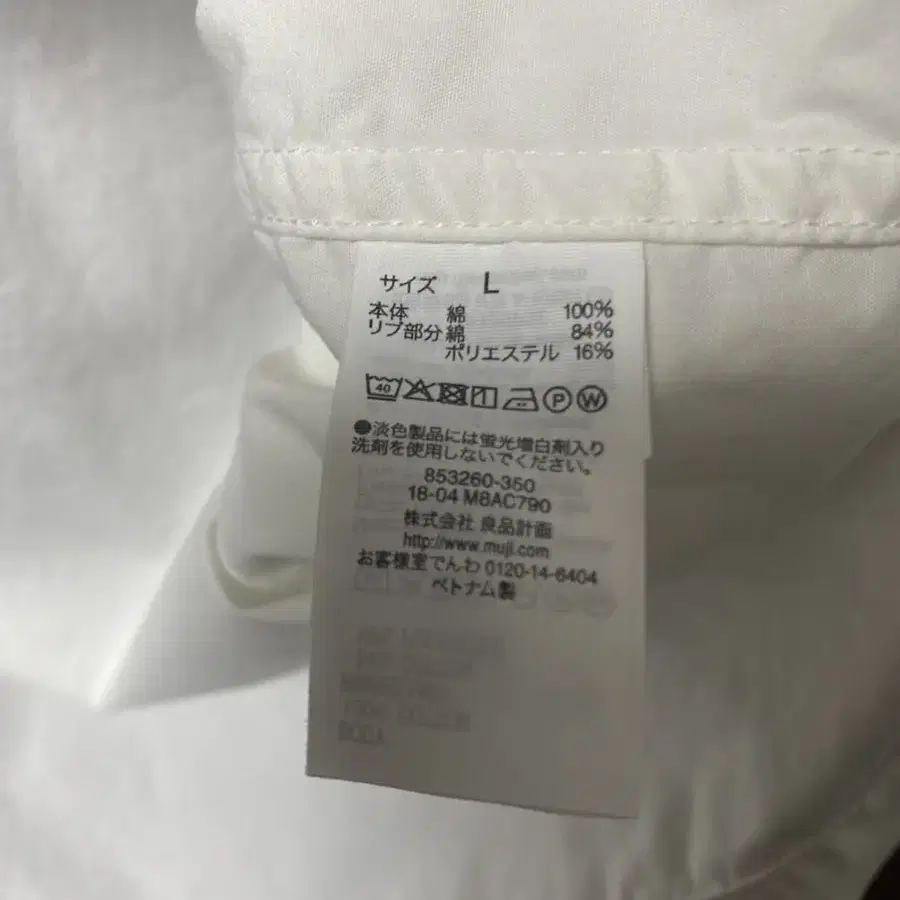 サイズ L
本体 綿 100%
リブ部分 綿 84%
ポリエステル 16%
40 P W
●淡色製品には蛍光増白剤入り
洗剤を使用しないでください。
853260-350
18-04 M8AC790
株式会社 良品計画
http://www.muji.com
お客様室でんわ 0120-14-6404
ベトナム製